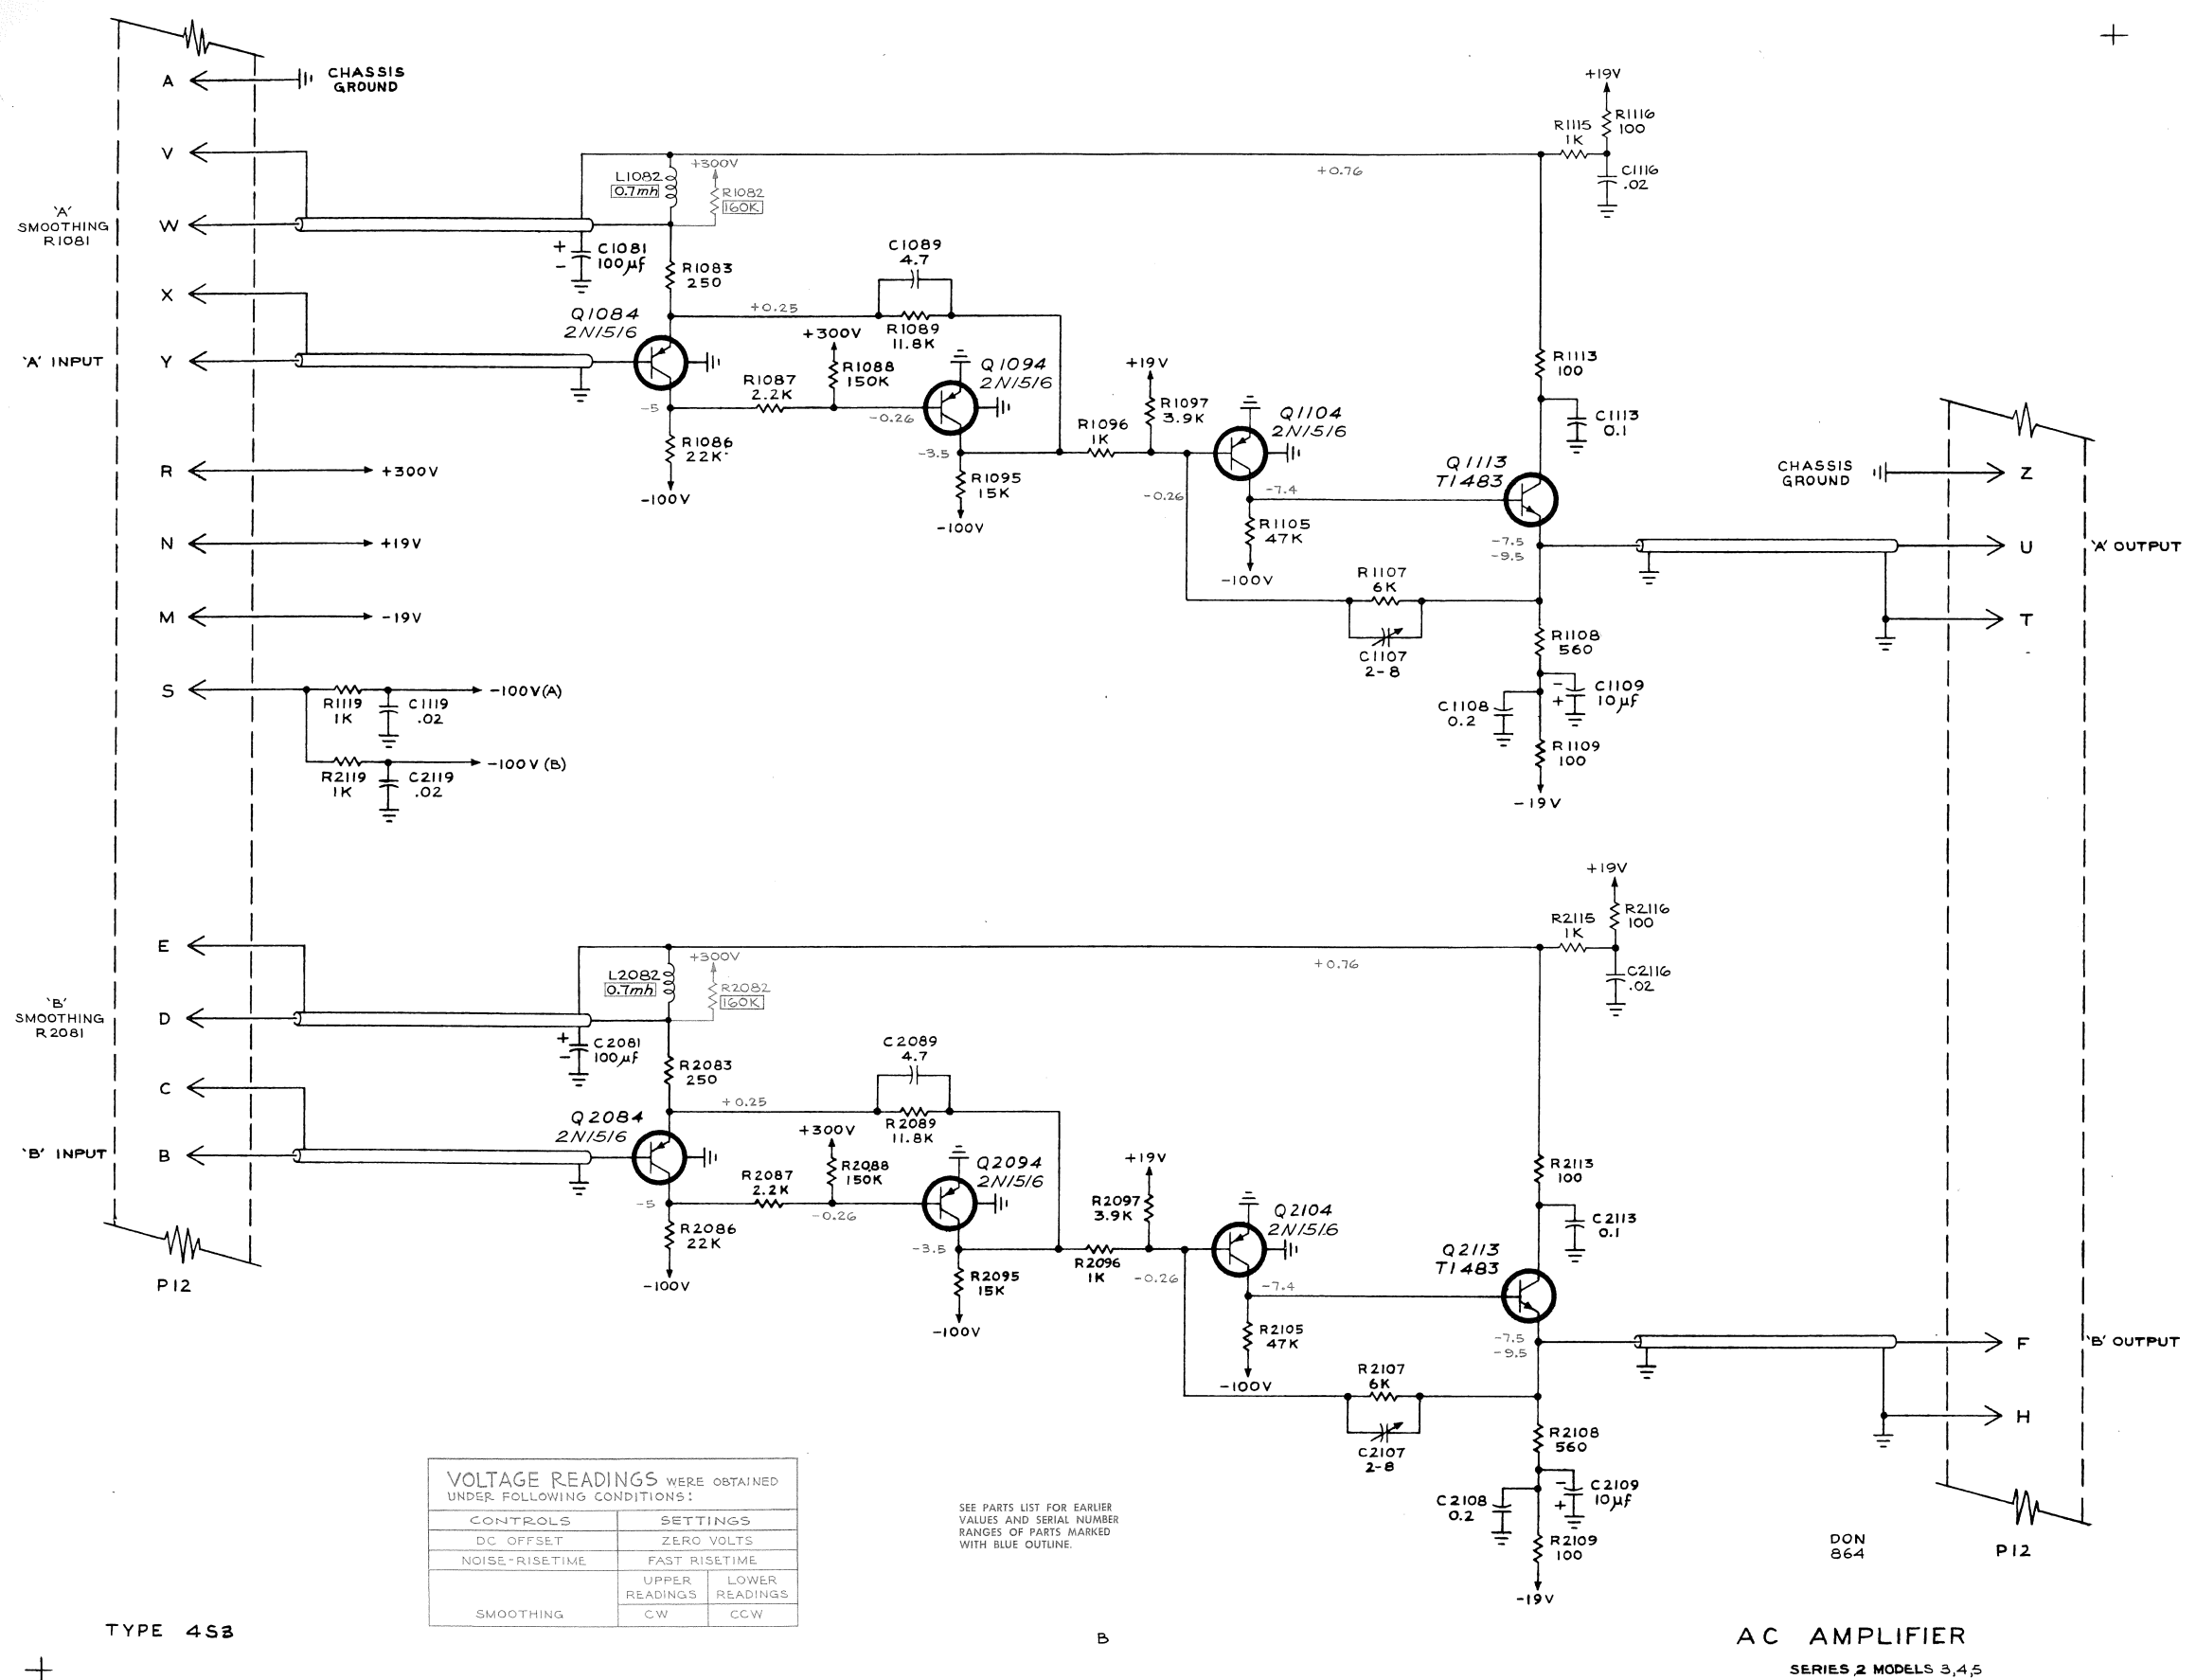 A
CHASSIS
GROUND
V
'A'
SMOOTHING
R1081
W
X
'A' INPUT
Y
R
+300V
N
+19V
M
-19V
S
R1119
1K
C1119
.02
-100V(A)
R2119
1K
C2119
.02
-100V (B)
L1082
0.7mh
+300V
R1082
160K
+
-
C1081
100µf
R1083
250
+0.25
C1089
4.7
R1089
11.8K
Q1084
2N1516
-5
R1086
22K
-100V
R1087
2.2K
+300V
R1088
150K
-0.26
Q1094
2N1516
-3.5
R1095
15K
-100V
R1096
1K
+19V
R1097
3.9K
-0.26
Q1104
2N1516
-7.4
R1105
47K
-100V
R1107
6K
C1107
2-8
+0.76
+19V
R1115
1K
R1116
100
C1116
.02
R1113
100
C1113
0.1
Q1113
T1483
-7.5
-9.5
R1108
560
C1108
0.2
-
+
C1109
10µf
R1109
100
-19V
CHASSIS
GROUND
Z
U
'A' OUTPUT
T
E
'B'
SMOOTHING
R2081
D
C
'B' INPUT
B
P12
L2082
0.7mh
+300V
R2082
160K
+
-
C2081
100µf
R2083
250
+0.25
C2089
4.7
R2089
11.8K
Q2084
2N1516
-5
R2086
22K
-100V
R2087
2.2K
+300V
R2088
150K
-0.26
Q2094
2N1516
-3.5
R2095
15K
-100V
R2096
1K
+19V
R2097
3.9K
-0.26
Q2104
2N1516
-7.4
R2105
47K
-100V
R2107
6K
C2107
2-8
+0.76
+19V
R2115
1K
R2116
100
C2116
.02
R2113
100
C2113
0.1
Q2113
T1483
-7.5
-9.5
R2108
560
C2108
0.2
-
+
C2109
10µf
R2109
100
-19V
F
'B' OUTPUT
H
P12
VOLTAGE READINGS WERE OBTAINED
UNDER FOLLOWING CONDITIONS:
CONTROLS SETTINGS
DC OFFSET ZERO VOLTS
NOISE-RISETIME FAST RISETIME
UPPER READINGS LOWER READINGS
SMOOTHING CW CCW
SEE PARTS LIST FOR EARLIER
VALUES AND SERIAL NUMBER
RANGES OF PARTS MARKED
WITH BLUE OUTLINE.
DON
864
TYPE 4S3
B
AC AMPLIFIER
SERIES 2 MODELS 3,4,5